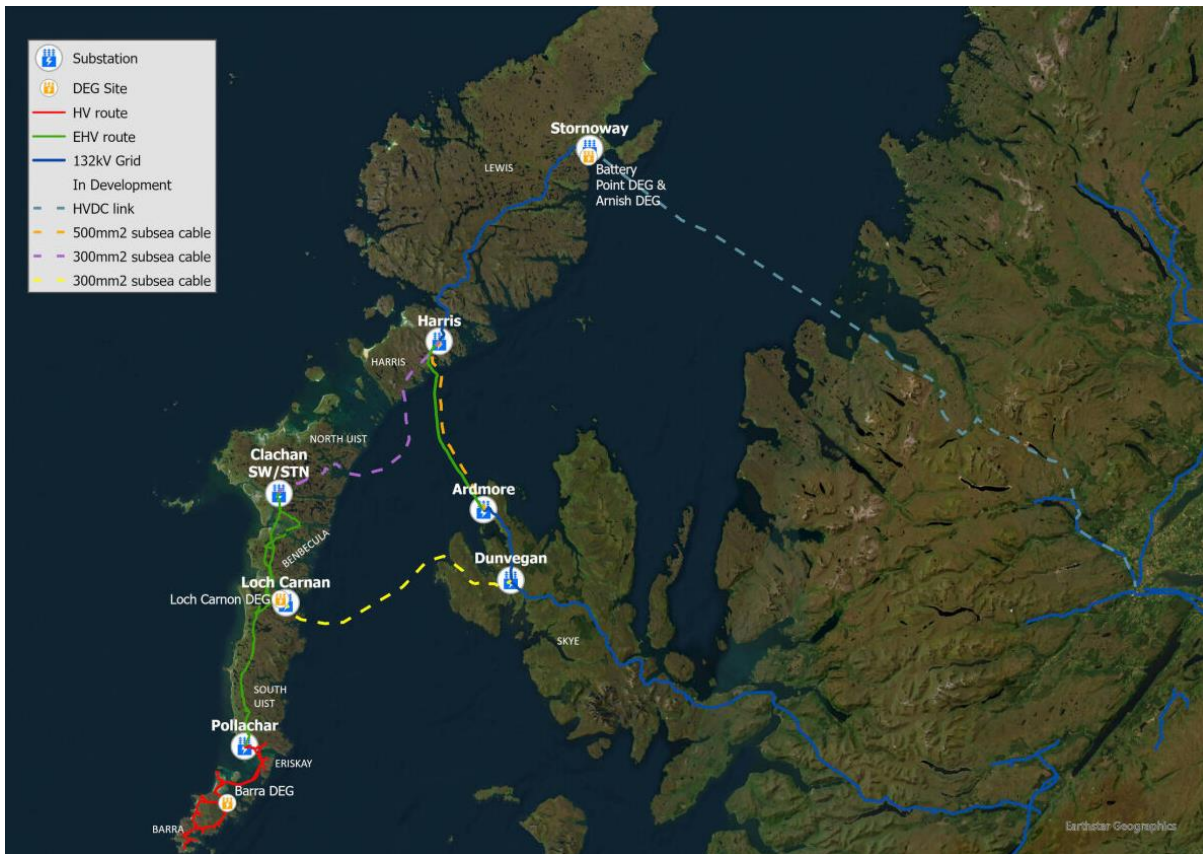 Substation
DEG Site
HV route
EHV route
132kV Grid
In Development
HVDC link
500mm2 subsea cable
300mm2 subsea cable
300mm2 subsea cable
Stornoway
LEWIS
Battery
Point DEG &
Arnish DEG
Harris
HARRIS
NORTH UIST
Clachan
SW/STN
Ardmore
BENBECULA
Dunvegan
Loch Carnan
Loch Carnon DEG
SKYE
SOUTH
UIST
Pollachar
ERISKAY
Barra DEG
BARRA
Earthstar Geographics